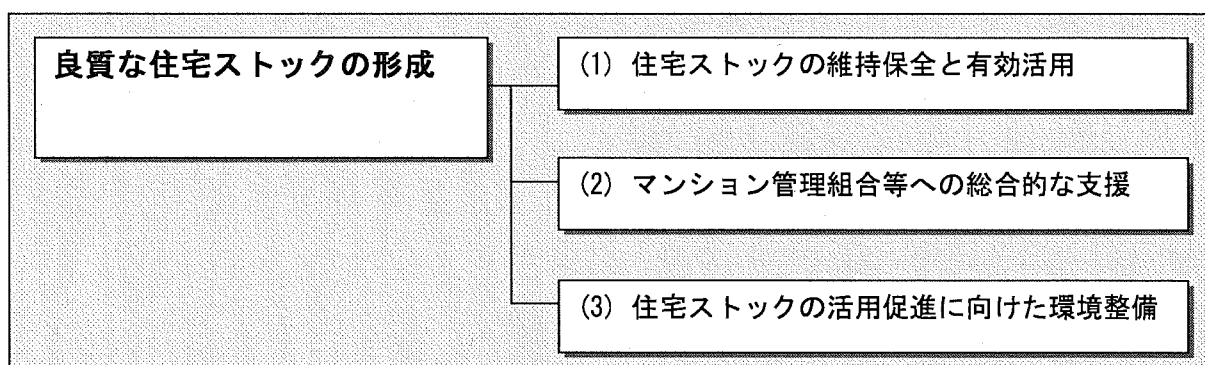 良質な住宅ストックの形成
(1) 住宅ストックの維持保全と有効活用
(2) マンション管理組合等への総合的な支援
(3) 住宅ストックの活用促進に向けた環境整備